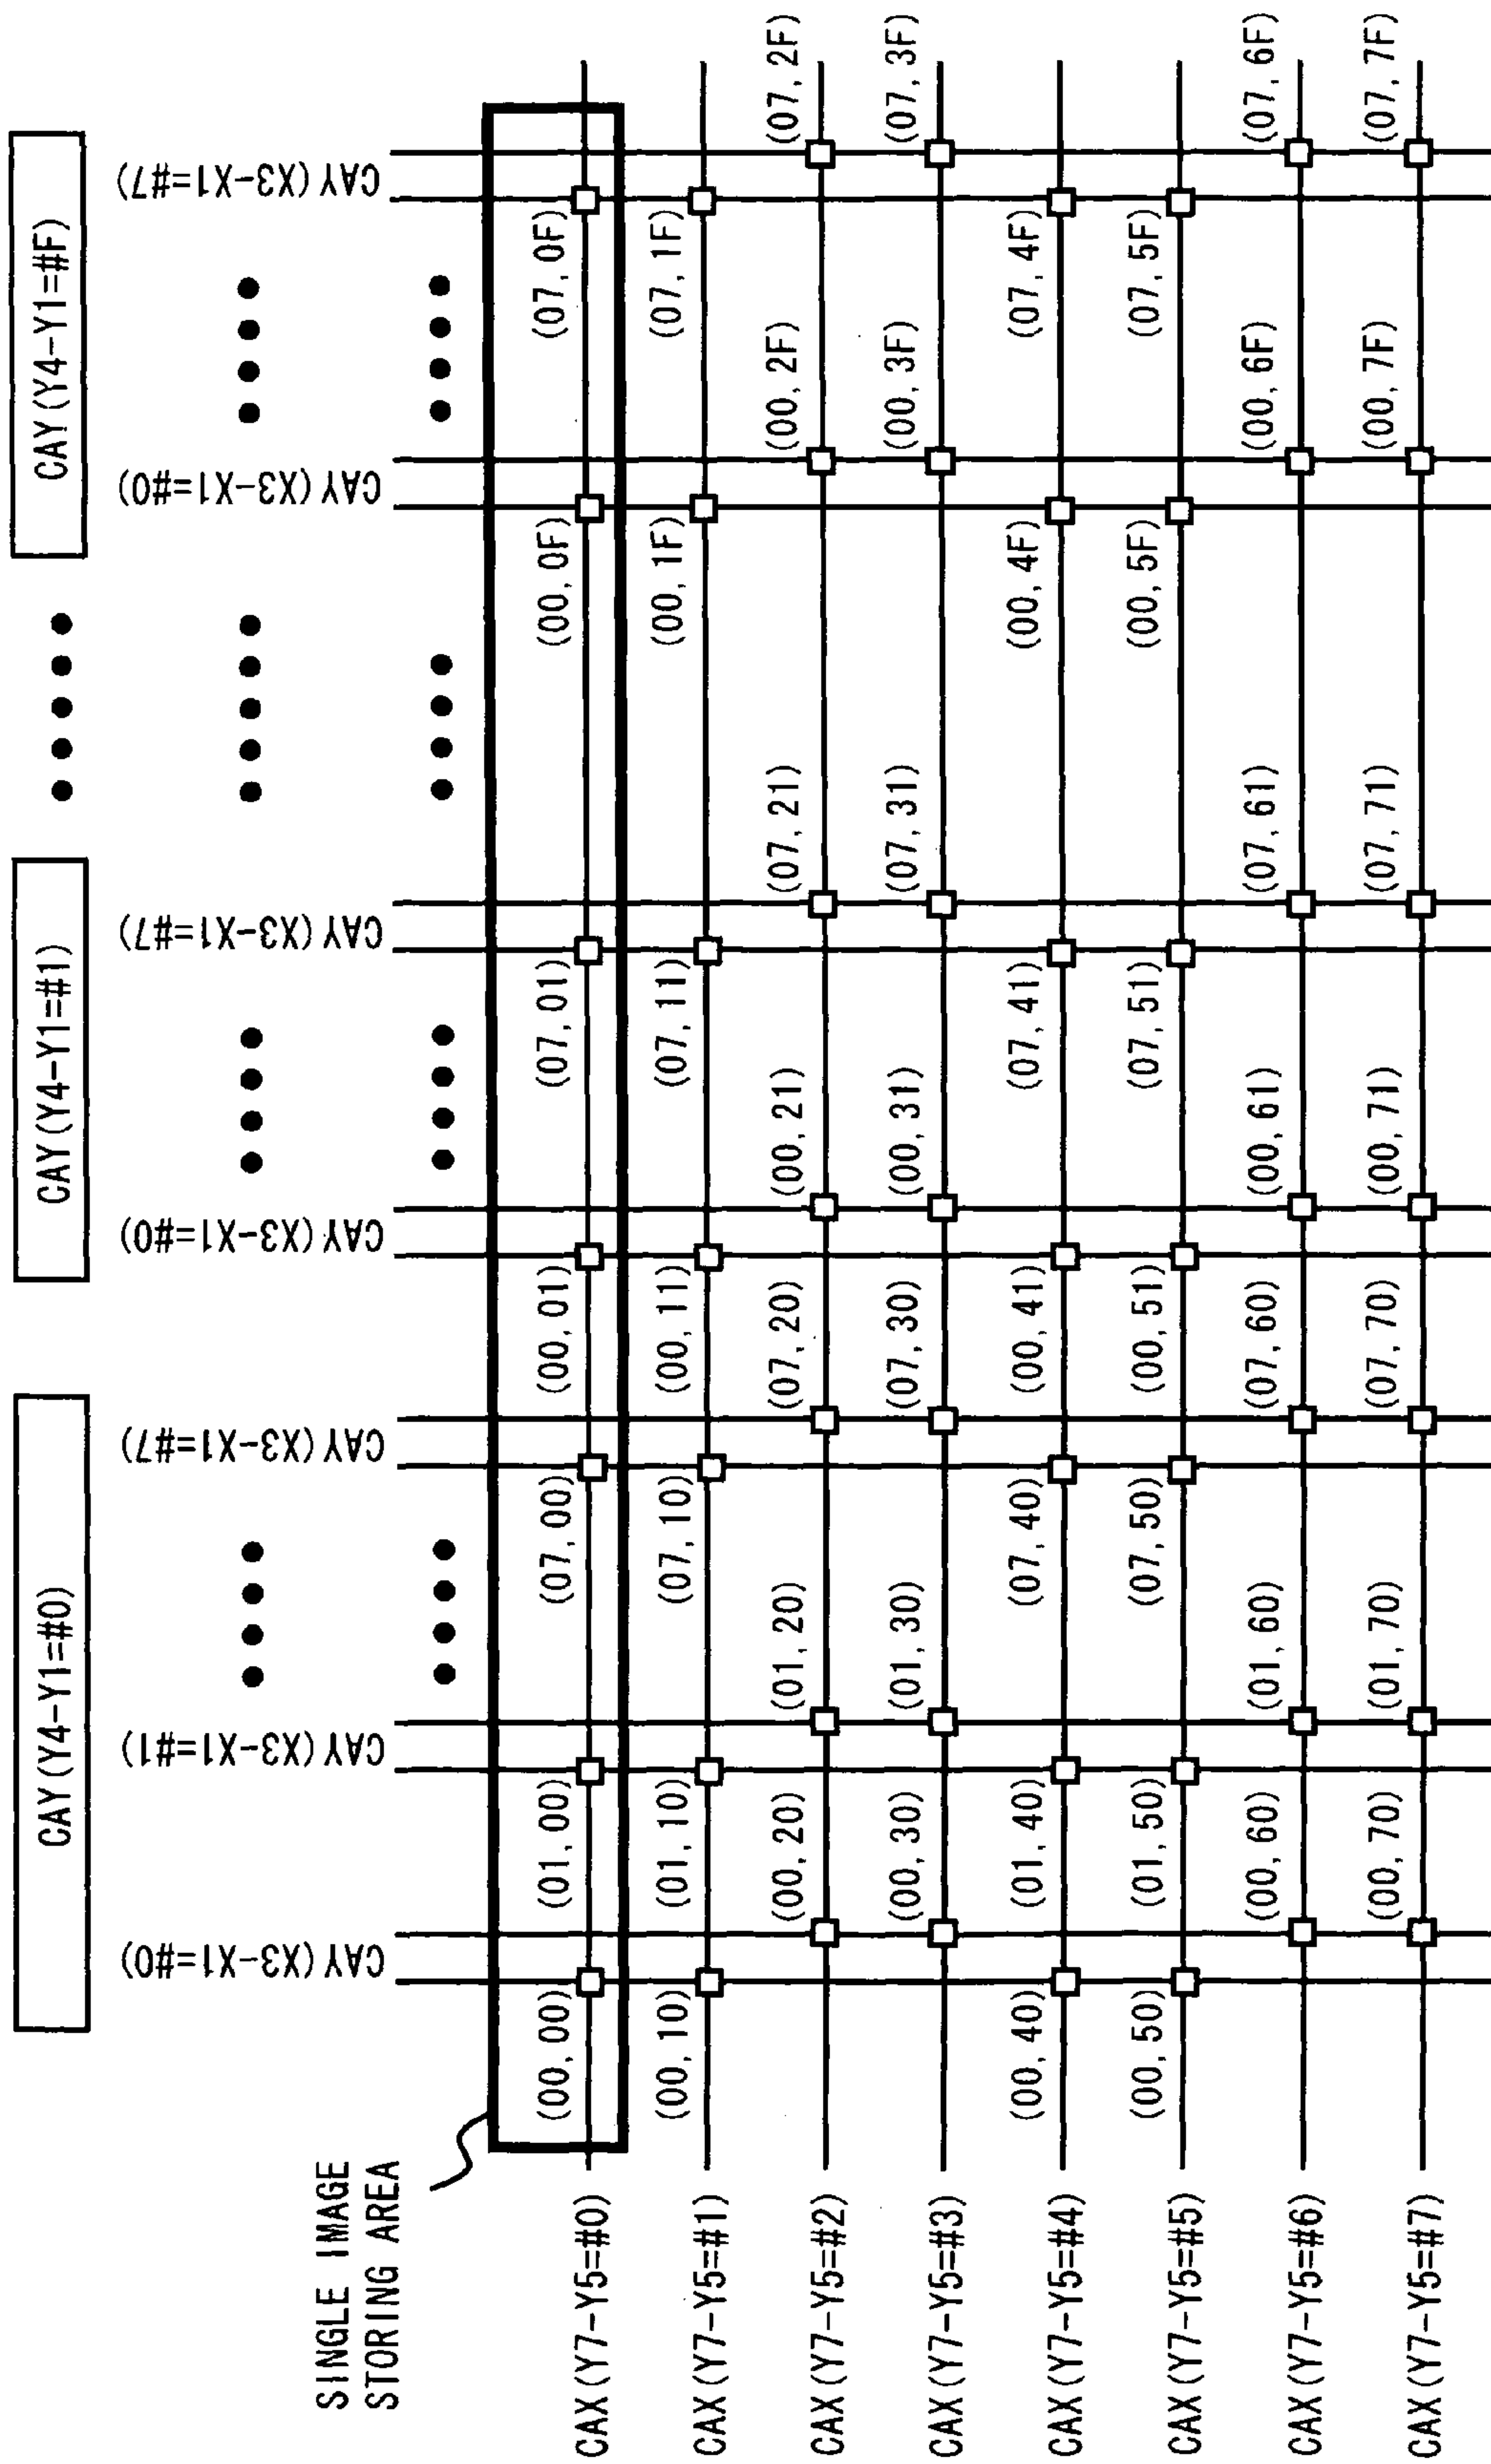 CAY(Y4-Y1=#0)
CAY(Y4-Y1=#1)
CAY(Y4-Y1=#F)
CAY(X3-X1=#0)
CAY(X3-X1=#1)
CAY(X3-X1=#7)
CAY(X3-X1=#0)
CAY(X3-X1=#7)
CAY(X3-X1=#0)
CAY(X3-X1=#7)
SINGLE IMAGE
STORING AREA
CAX(Y7-Y5=#0)
(00,00)
(01,00)
(07,00)
(00,01)
(07,01)
(00,0F)
(07,0F)
CAX(Y7-Y5=#1)
(00,10)
(01,10)
(07,10)
(00,11)
(07,11)
(00,1F)
(07,1F)
CAX(Y7-Y5=#2)
(00,20)
(01,20)
(07,20)
(00,21)
(07,21)
(00,2F)
(07,2F)
CAX(Y7-Y5=#3)
(00,30)
(01,30)
(07,30)
(00,31)
(07,31)
(00,3F)
(07,3F)
CAX(Y7-Y5=#4)
(00,40)
(01,40)
(07,40)
(00,41)
(07,41)
(00,4F)
(07,4F)
CAX(Y7-Y5=#5)
(00,50)
(01,50)
(07,50)
(00,51)
(07,51)
(00,5F)
(07,5F)
CAX(Y7-Y5=#6)
(00,60)
(01,60)
(07,60)
(00,61)
(07,61)
(00,6F)
(07,6F)
CAX(Y7-Y5=#7)
(00,70)
(01,70)
(07,70)
(00,71)
(07,71)
(00,7F)
(07,7F)